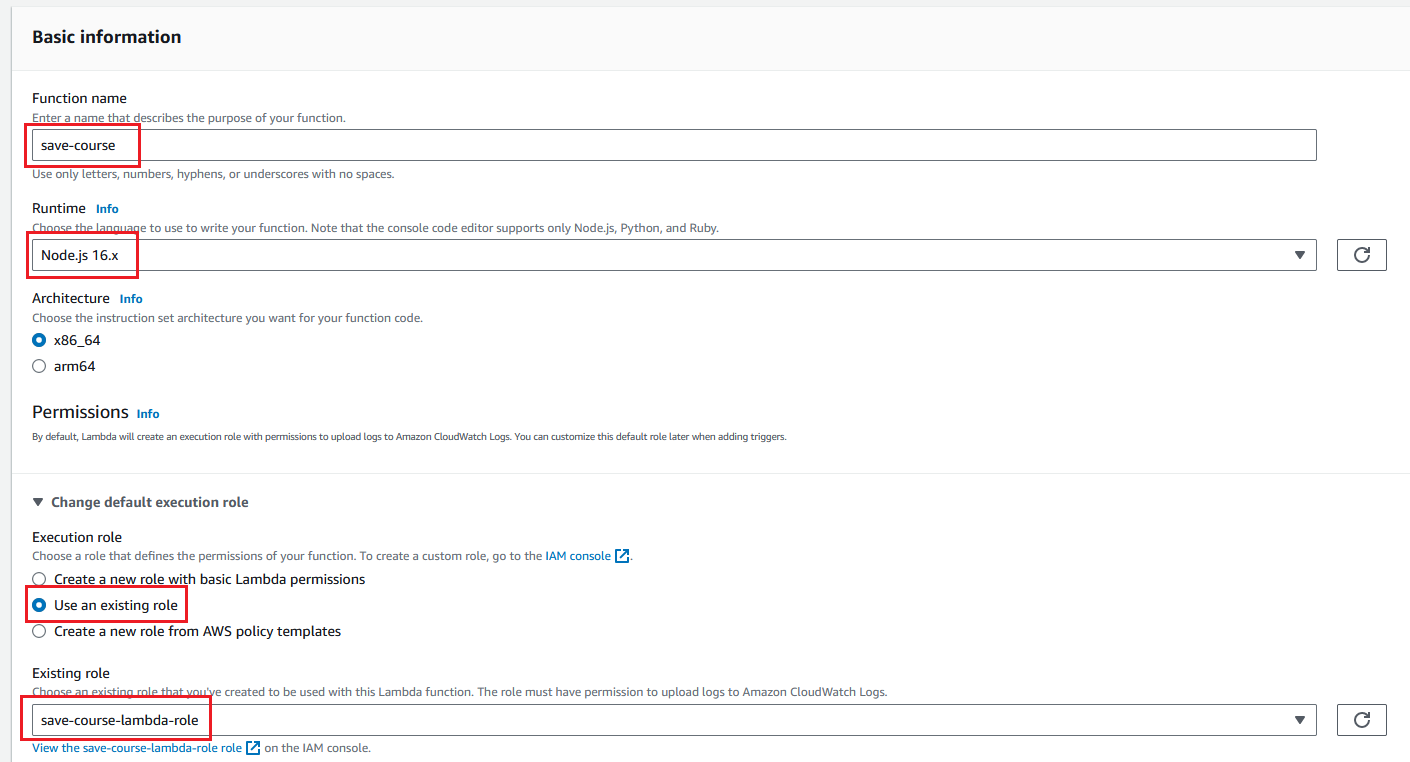 Basic information
Function name
Enter a name that describes the purpose of your function.
save-course
Use only letters, numbers, hyphens, or underscores with no spaces.
Runtime Info
Choose the language to use to write your function. Note that the console code editor supports only Node.js, Python, and Ruby.
Node.js 16.x
Architecture Info
Choose the instruction set architecture you want for your function code.
x86_64
arm64
Permissions Info
By default, Lambda will create an execution role with permissions to upload logs to Amazon CloudWatch Logs. You can customize this default role later when adding triggers.
Change default execution role
Execution role
Choose a role that defines the permissions of your function. To create a custom role, go to the IAM console.
Create a new role with basic Lambda permissions
Use an existing role
Create a new role from AWS policy templates
Existing role
Choose an existing role that you've created to be used with this Lambda function. The role must have permission to upload logs to Amazon CloudWatch Logs.
save-course-lambda-role
View the save-course-lambda-role role on the IAM console.